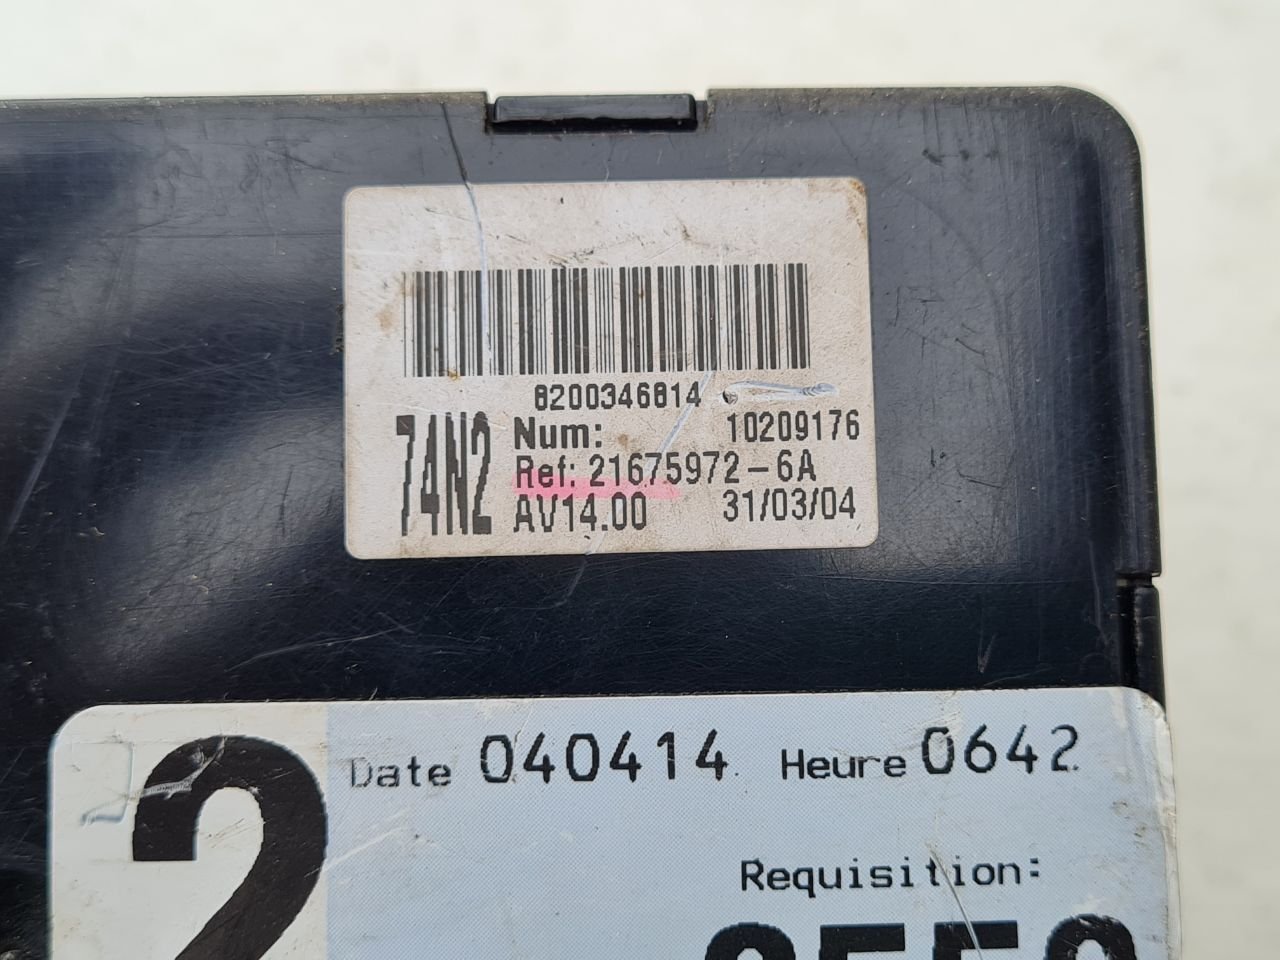 8200346814
74N2
Num: 10209176
Ref: 21675972-6A
AV14.00 31/03/04
2
Date 040414 Heure 0642
Requisition: